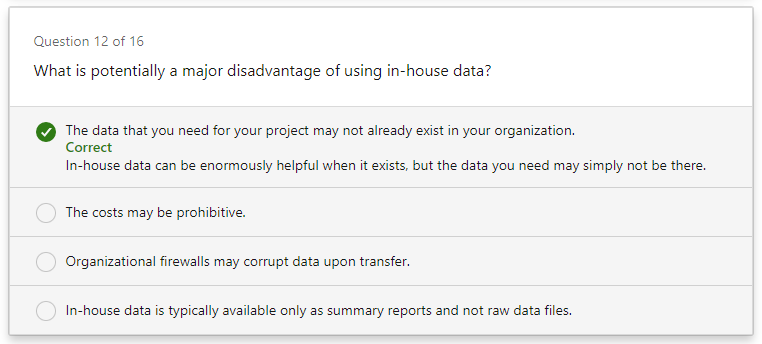 Question 12 of 16
What is potentially a major disadvantage of using in-house data?
The data that you need for your project may not already exist in your organization.
Correct
In-house data can be enormously helpful when it exists, but the data you need may simply not be there.
The costs may be prohibitive.
Organizational firewalls may corrupt data upon transfer.
In-house data is typically available only as summary reports and not raw data files.